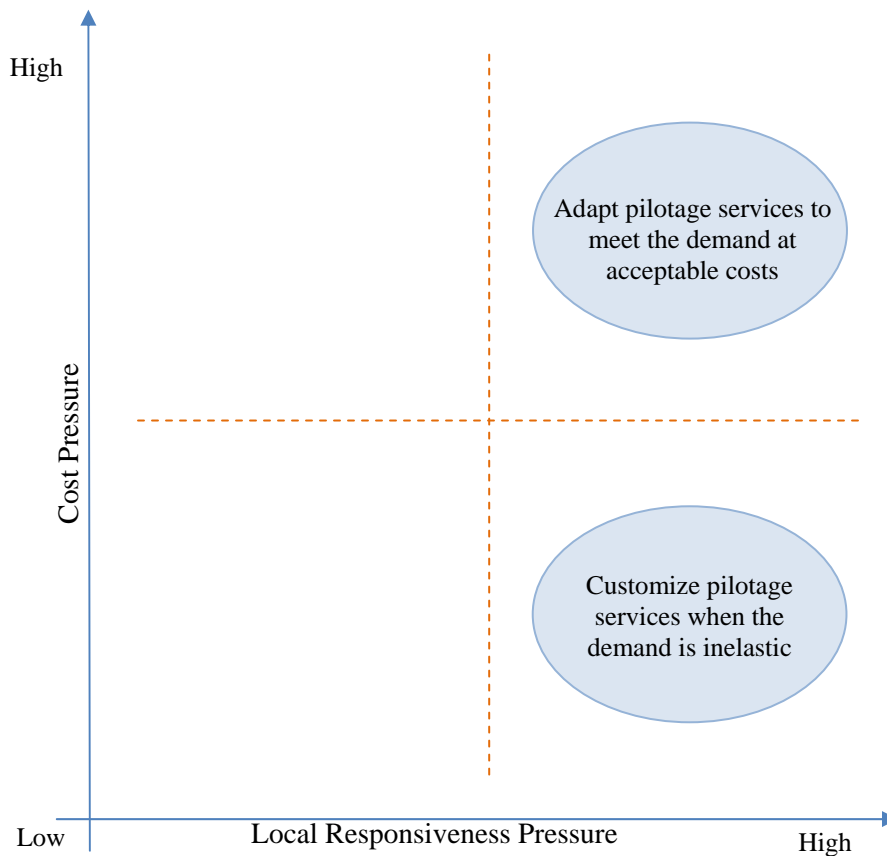 High
Adapt pilotage services to
meet the demand at
acceptable costs
Cost Pressure
Customize pilotage
services when the
demand is inelastic
Low
Local Responsiveness Pressure
High